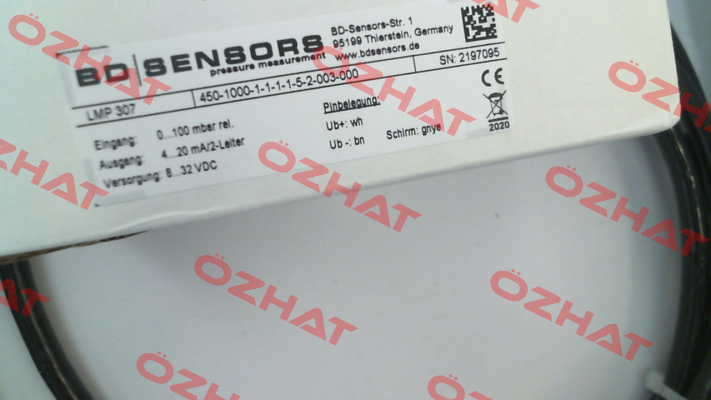 BD SENSORS
pressure measurement
BD-Sensors-Str. 1
95199 Thierstein, Germany
www.bdsensors.de
LMP 307
450-1000-1-1-1-1-5-2-003-000
SN: 2197095
Eingang: 0...100 mbar rel.
Ausgang: 4...20 mA/2-Leiter
Versorgung: 8...32 VDC
Pinbelegung:
Ub+: wh
Ub -: bn
Schirm: gnye
CE
2020
ÖZHAT
ÖZHAT
ÖZHAT
ÖZHAT
ÖZHAT
ÖZHAT
ÖZHAT
ÖZHAT
ÖZHAT
ÖZHAT
ÖZHAT
ÖZHAT